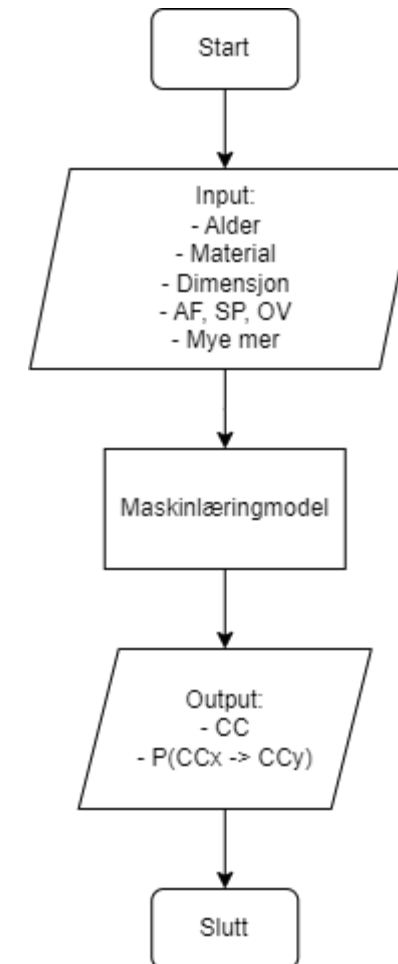 Start
Input:
- Alder
- Material
- Dimensjon
- AF, SP, OV
- Mye mer
Maskinlæringmodel
Output:
- CC
- P(CCx -> CCy)
Slutt